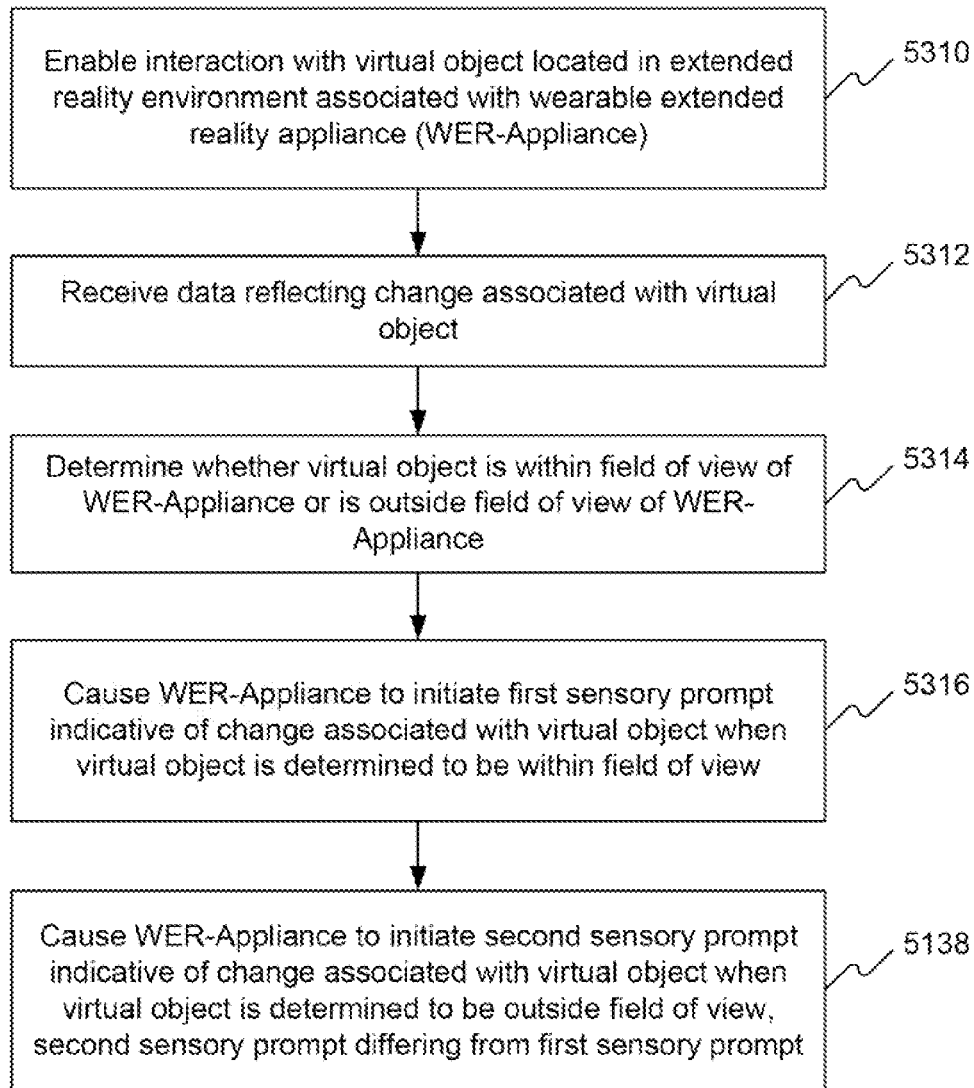 Enable interaction with virtual object located in extended
reality environment associated with wearable extended
reality appliance (WER-Appliance)
5310
Receive data reflecting change associated with virtual
object
5312
Determine whether virtual object is within field of view of
WER-Appliance or is outside field of view of WER-
Appliance
5314
Cause WER-Appliance to initiate first sensory prompt
indicative of change associated with virtual object when
virtual object is determined to be within field of view
5316
Cause WER-Appliance to initiate second sensory prompt
indicative of change associated with virtual object when
virtual object is determined to be outside field of view,
second sensory prompt differing from first sensory prompt
5138